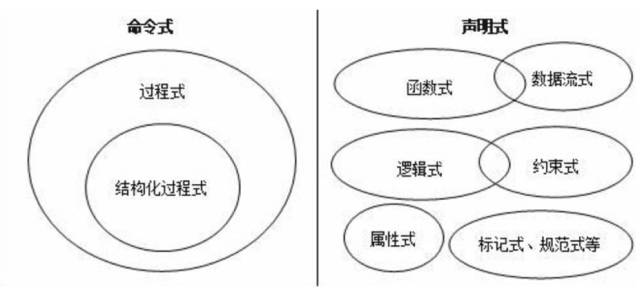 命令式
过程式
结构化过程式
声明式
函数式
数据流式
逻辑式
约束式
属性式
标记式、规范式等